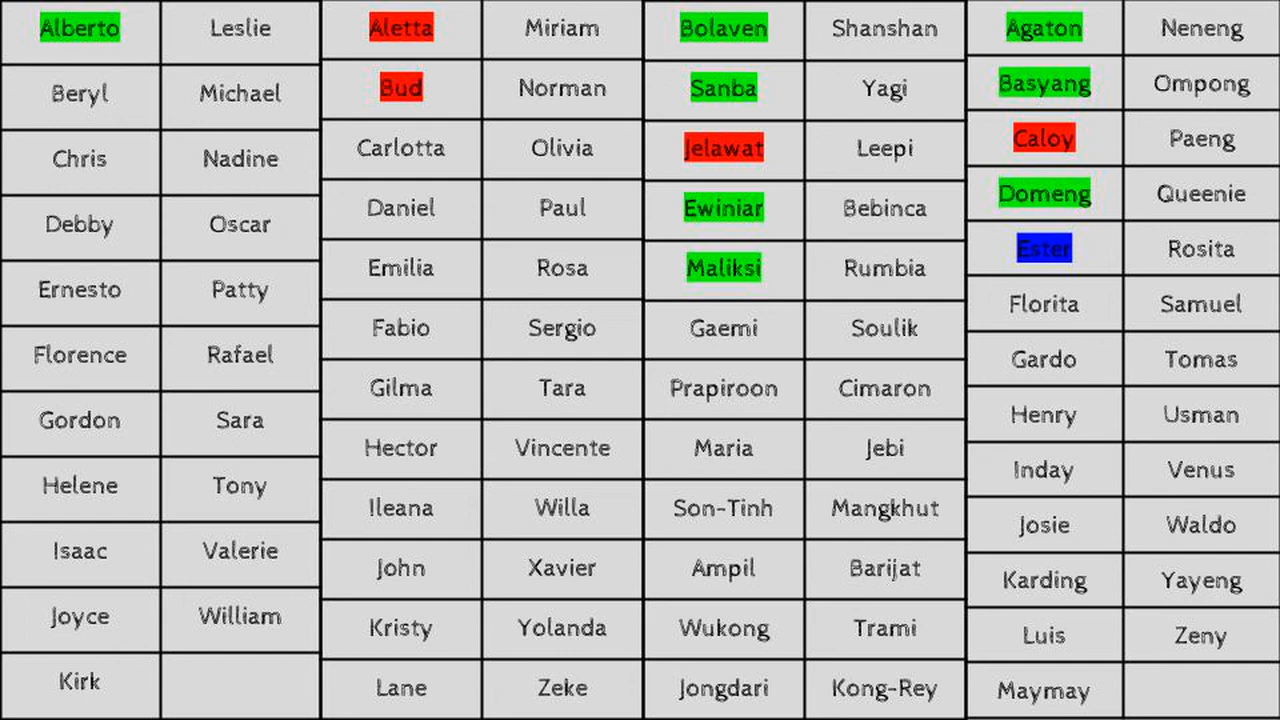 Alberto
Beryl
Chris
Debby
Ernesto
Florence
Gordon
Helene
Isaac
Joyce
Kirk
Leslie
Michael
Nadine
Oscar
Patty
Rafael
Sara
Tony
Valerie
William
Aletta
Bud
Carlotta
Daniel
Emilia
Fabio
Gilma
Hector
Ileana
John
Kristy
Lane
Miriam
Norman
Olivia
Paul
Rosa
Sergio
Tara
Vincente
Willa
Xavier
Yolanda
Zeke
Bolaven
Sanba
Jelawat
Ewiniar
Maliksi
Gaemi
Prapiroon
Maria
Son-Tinh
Ampil
Wukong
Jongdari
Shanshan
Yagi
Leepi
Bebinca
Rumbia
Soulik
Cimaron
Jebi
Mangkhut
Barijat
Trami
Kong-Rey
Agaton
Basyang
Caloy
Domeng
Ester
Florita
Gardo
Henry
Inday
Josie
Karding
Luis
Maymay
Neneng
Ompong
Paeng
Queenie
Rosita
Samuel
Tomas
Usman
Venus
Waldo
Yayeng
Zeny